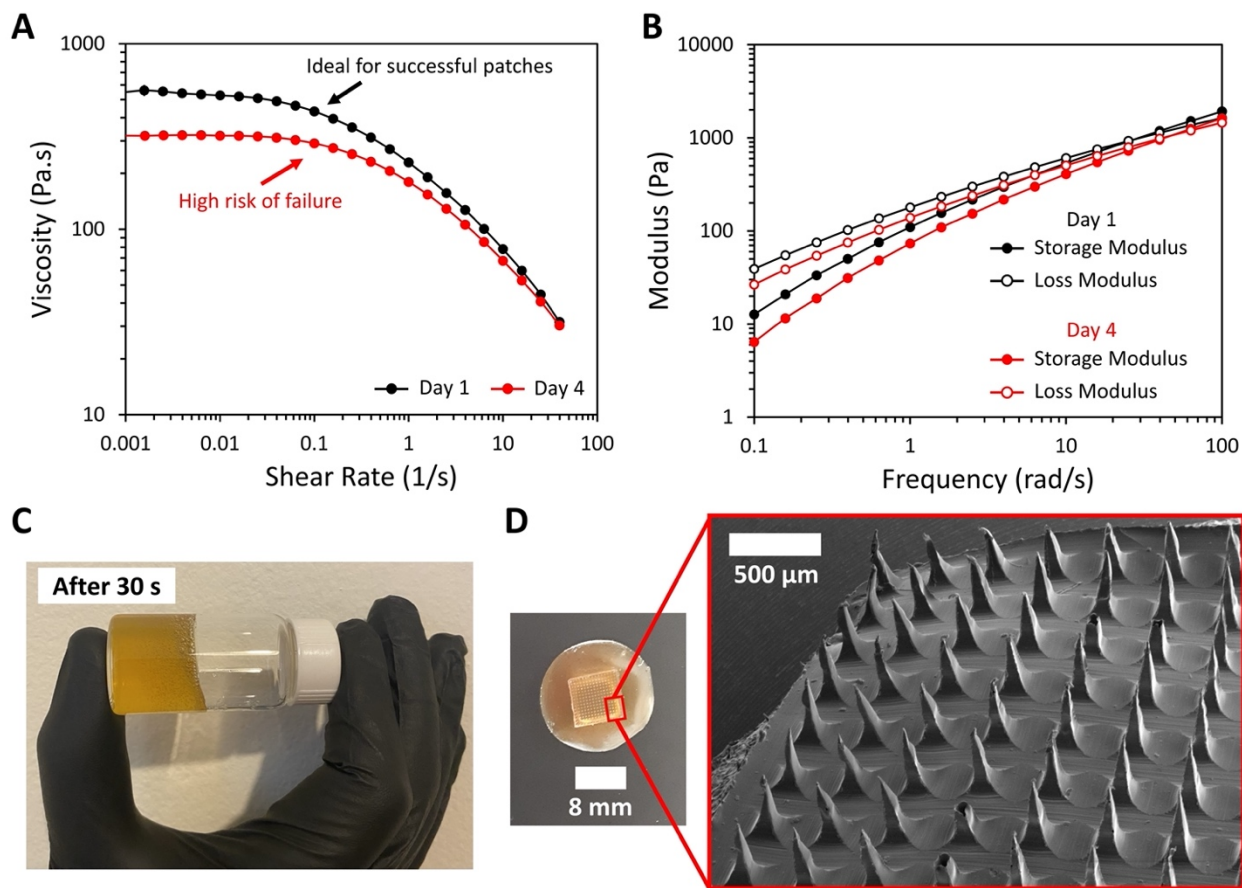 A
Viscosity (Pa.s)
1000
100
10
Ideal for successful patches
High risk of failure
Day 1
Day 4
0.001
0.01
0.1
1
10
100
Shear Rate (1/s)
B
Modulus (Pa)
10000
1000
100
10
1
Day 1
Storage Modulus
Loss Modulus
Day 4
Storage Modulus
Loss Modulus
0.1
1
10
100
Frequency (rad/s)
C
After 30 s
D
8 mm
500 µm